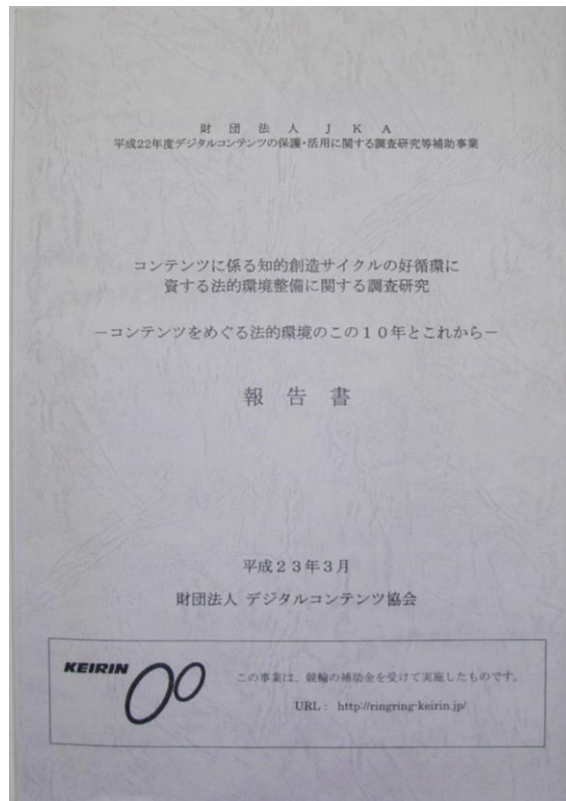 財団法人JKA
平成22年度デジタルコンテンツの保護・活用に関する調査研究等補助事業
コンテンツに係る知的創造サイクルの好循環に
資する法的環境整備に関する調査研究
－コンテンツをめぐる法的環境のこの１０年とこれから－
報告書
平成２３年３月
財団法人 デジタルコンテンツ協会
KEIRIN
この事業は、競輪の補助金を受けて実施したものです。
URL： http://ringring-keirin.jp/